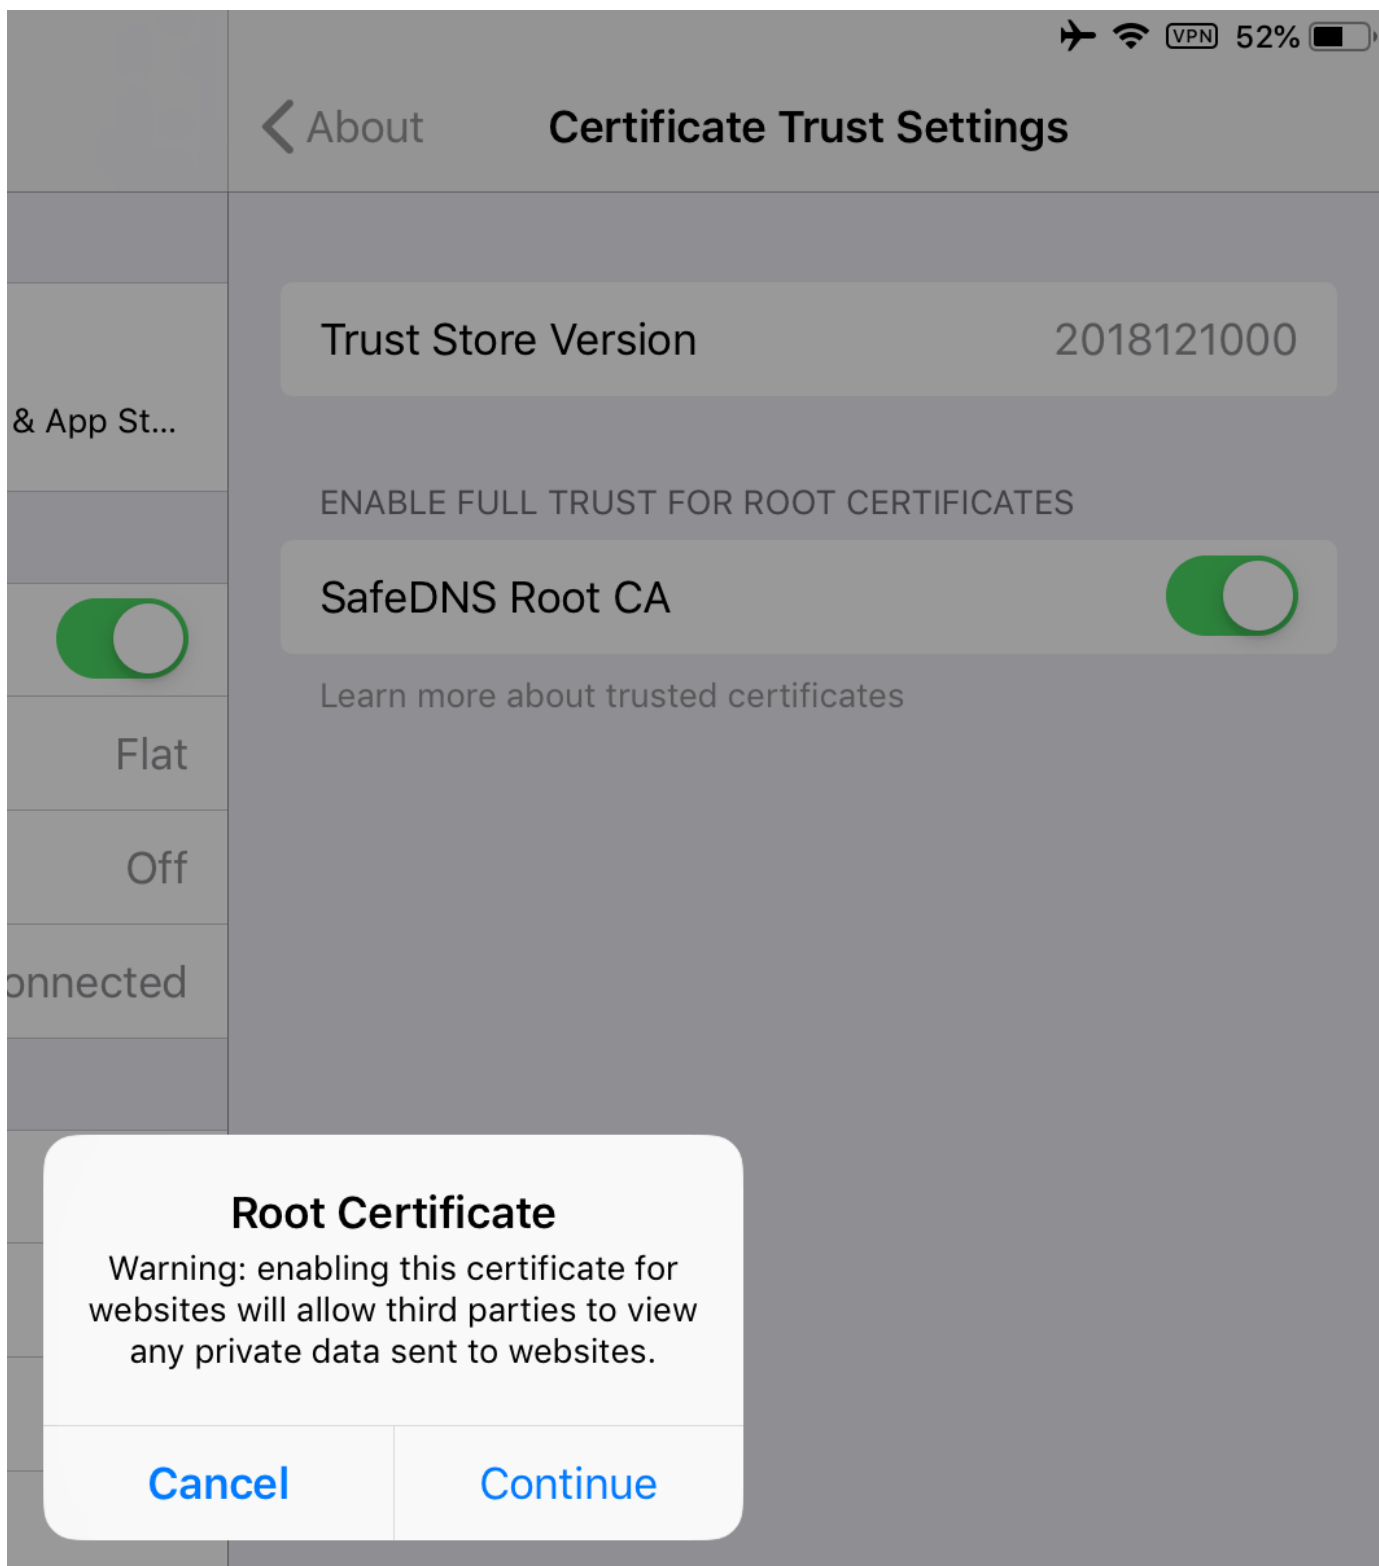 VPN 52%
About
Certificate Trust Settings
Trust Store Version 2018121000
& App St...
ENABLE FULL TRUST FOR ROOT CERTIFICATES
SafeDNS Root CA
Learn more about trusted certificates
Flat
Off
onnected
Root Certificate
Warning: enabling this certificate for
websites will allow third parties to view
any private data sent to websites.
Cancel
Continue